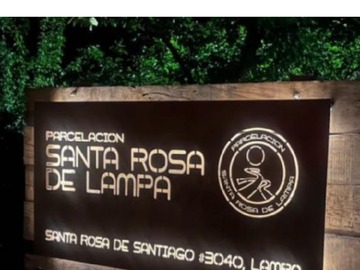 PARCELACION
SANTA ROSA
DE LAMPA
PARCELACION
SANTA ROSA DE LAMPA
SANTA ROSA DE SANTIAGO #3040, LAMPA